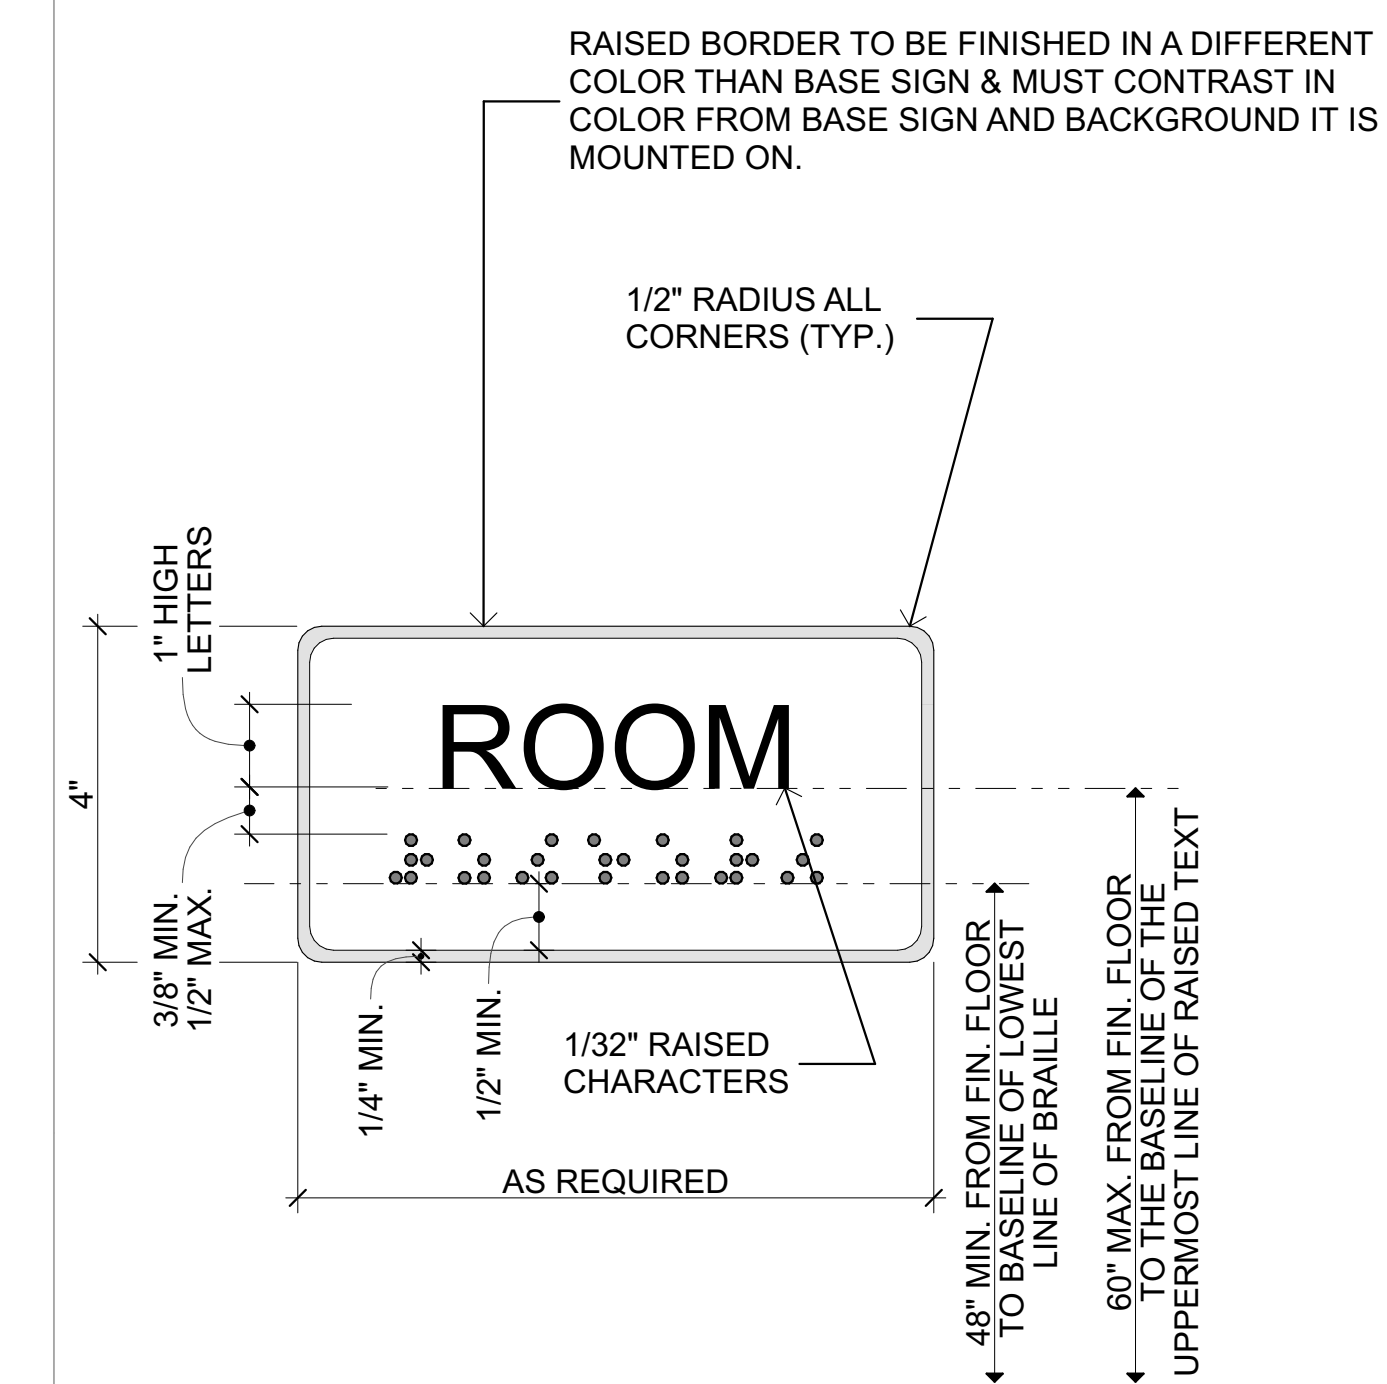 RAISED BORDER TO BE FINISHED IN A DIFFERENT
COLOR THAN BASE SIGN & MUST CONTRAST IN
COLOR FROM BASE SIGN AND BACKGROUND IT IS
MOUNTED ON.
1/2" RADIUS ALL
CORNERS (TYP.)
1" HIGH
LETTERS
4"
3/8" MIN.
1/2" MAX.
ROOM
1/4" MIN.
1/2" MIN.
1/32" RAISED
CHARACTERS
AS REQUIRED
48" MIN. FROM FIN. FLOOR
TO BASELINE OF LOWEST
LINE OF BRAILLE
60" MAX. FROM FIN. FLOOR
TO THE BASELINE OF THE
UPPERMOST LINE OF RAISED TEXT